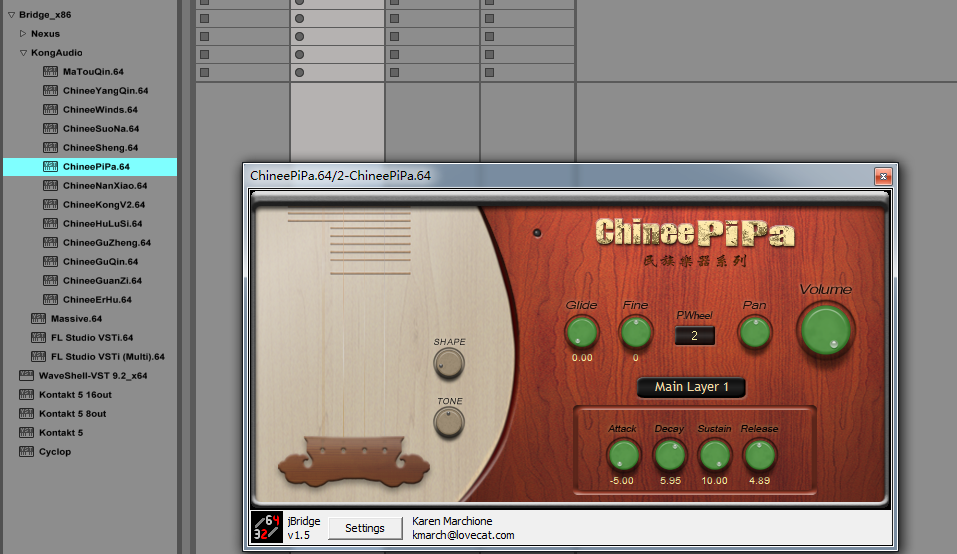 Bridge_x86
Nexus
KongAudio
MaTouQin.64
ChineeYangQin.64
ChineeWinds.64
ChineeSuoNa.64
ChineeSheng.64
ChineePiPa.64
ChineeNanXiao.64
ChineeKongV2.64
ChineeHuLuSi.64
ChineeGuZheng.64
ChineeGuQin.64
ChineeGuanZi.64
ChineeErHu.64
Massive.64
FL Studio VSTi.64
FL Studio VSTi (Multi).64
WaveShell-VST 9.2_x64
Kontakt 5 16out
Kontakt 5 8out
Kontakt 5
Cyclop
ChineePiPa.64/2-ChineePiPa.64
Chinee PiPa
民族樂器系列
Glide Fine PWheel Pan Volume
2
0.00 0
SHAPE
TONE
Main Layer 1
Attack Decay Sustain Release
-5.00 5.95 10.00 4.89
64
32
jBridge
v1.5
Settings
Karen Marchione
kmarch@lovecat.com